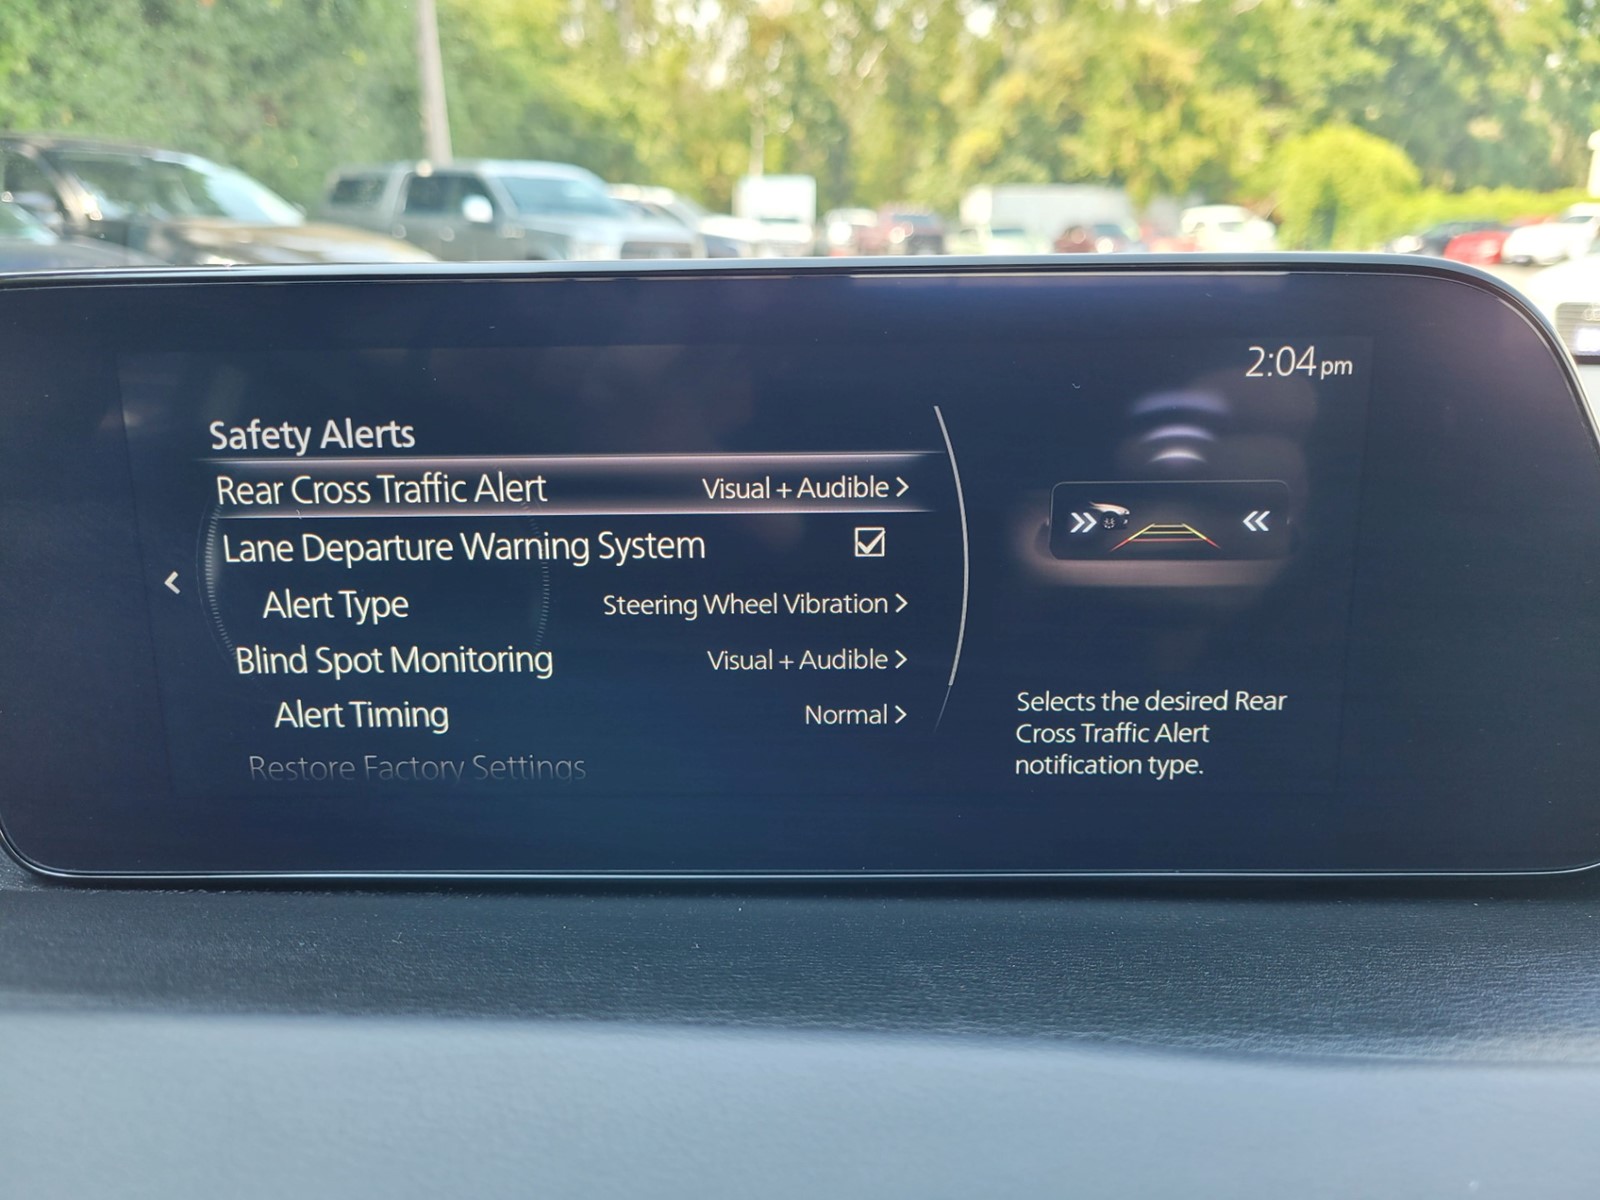 2:04 pm
Safety Alerts
Rear Cross Traffic Alert Visual + Audible >
Lane Departure Warning System
< Alert Type Steering Wheel Vibration >
Blind Spot Monitoring Visual + Audible >
Alert Timing Normal >
Restore Factory Settings
Selects the desired Rear
Cross Traffic Alert
notification type.